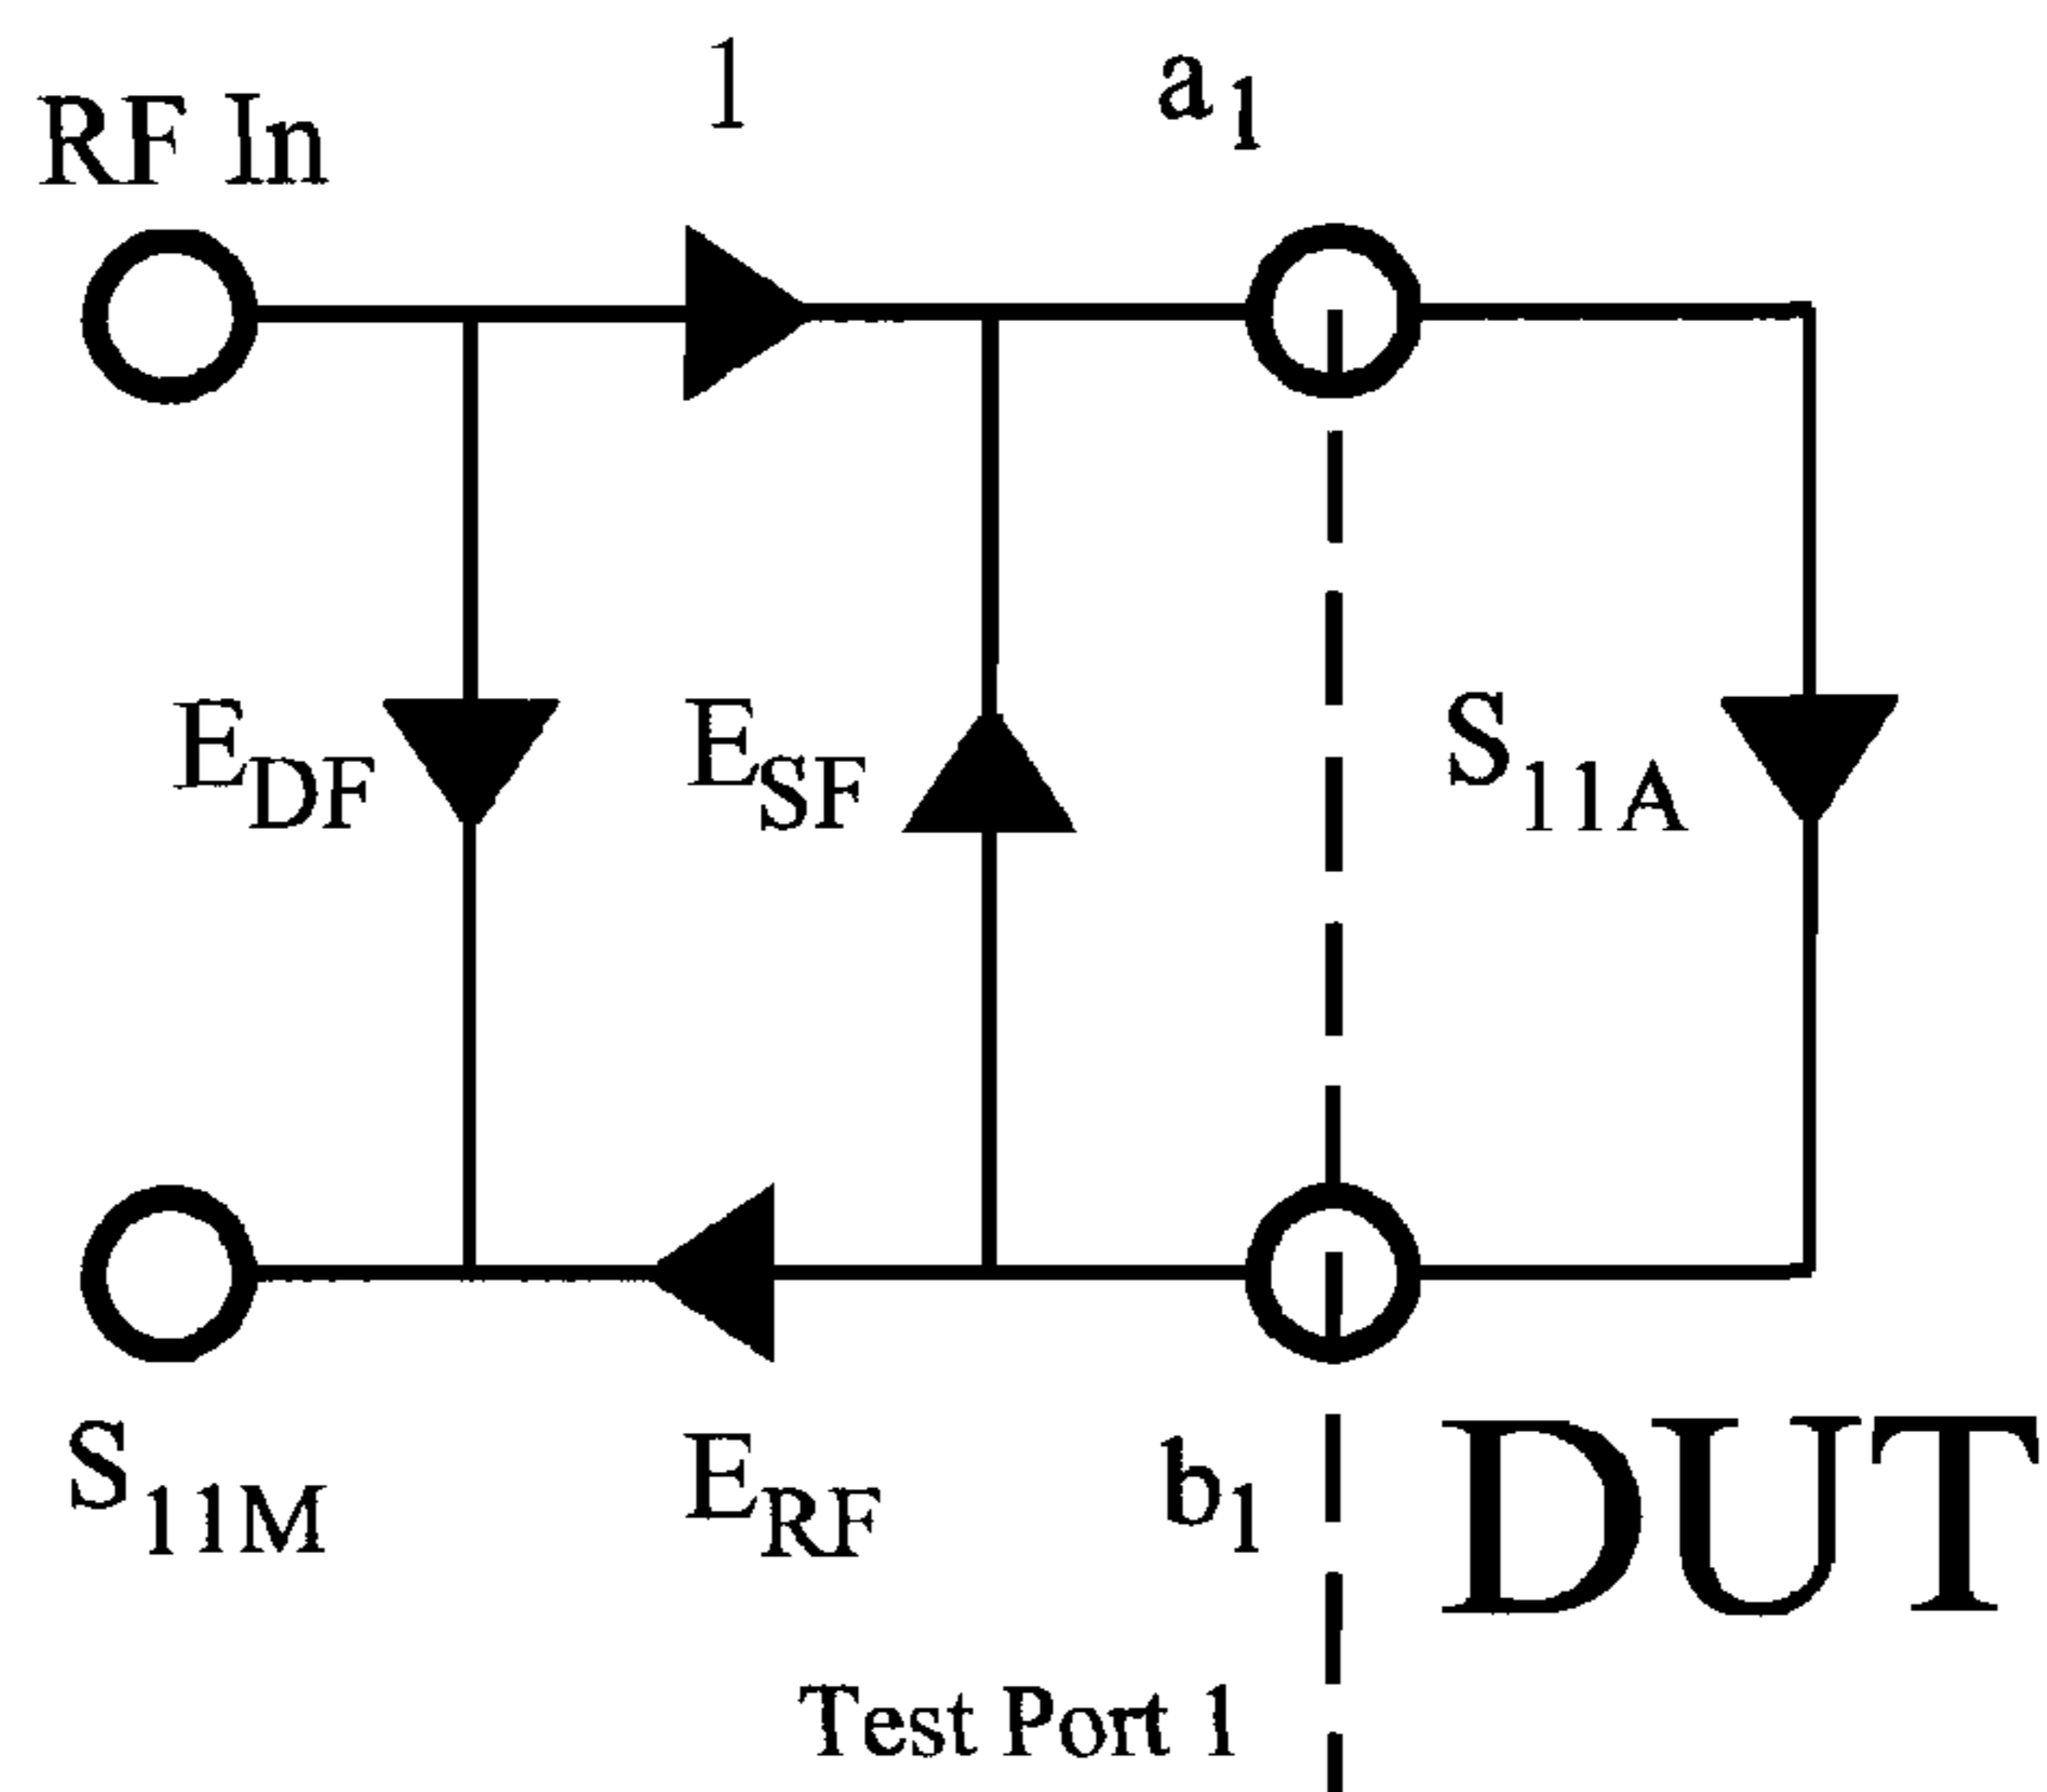 1
a1
RF In
EDF
ESF
S11A
S11M
ERF
b1
DUT
Test Port 1